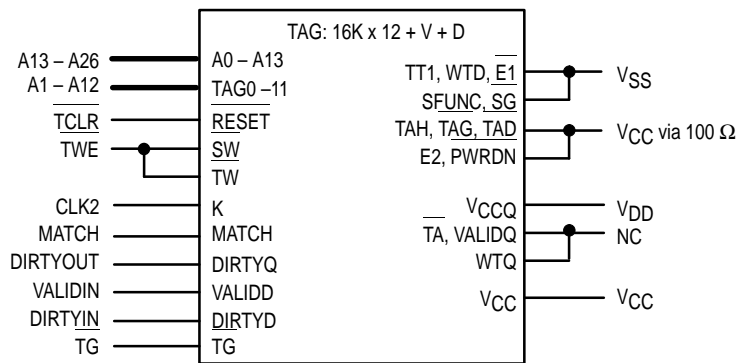 TAG: 16K x 12 + V + D
A13 – A26 A0 – A13
A1 – A12 TAG0 –11
TCLR RESET
TWE SW
TW
CLK2 K
MATCH MATCH
DIRTYOUT DIRTYQ
VALIDIN VALIDD
DIRTYIN DIRTYD
TG TG
TT1, WTD, E1 VSS
SFUNC, SG
TAH, TAG, TAD VCC via 100 Ω
E2, PWRDN
VCCQ VDD
TA, VALIDQ NC
WTQ
VCC VCC